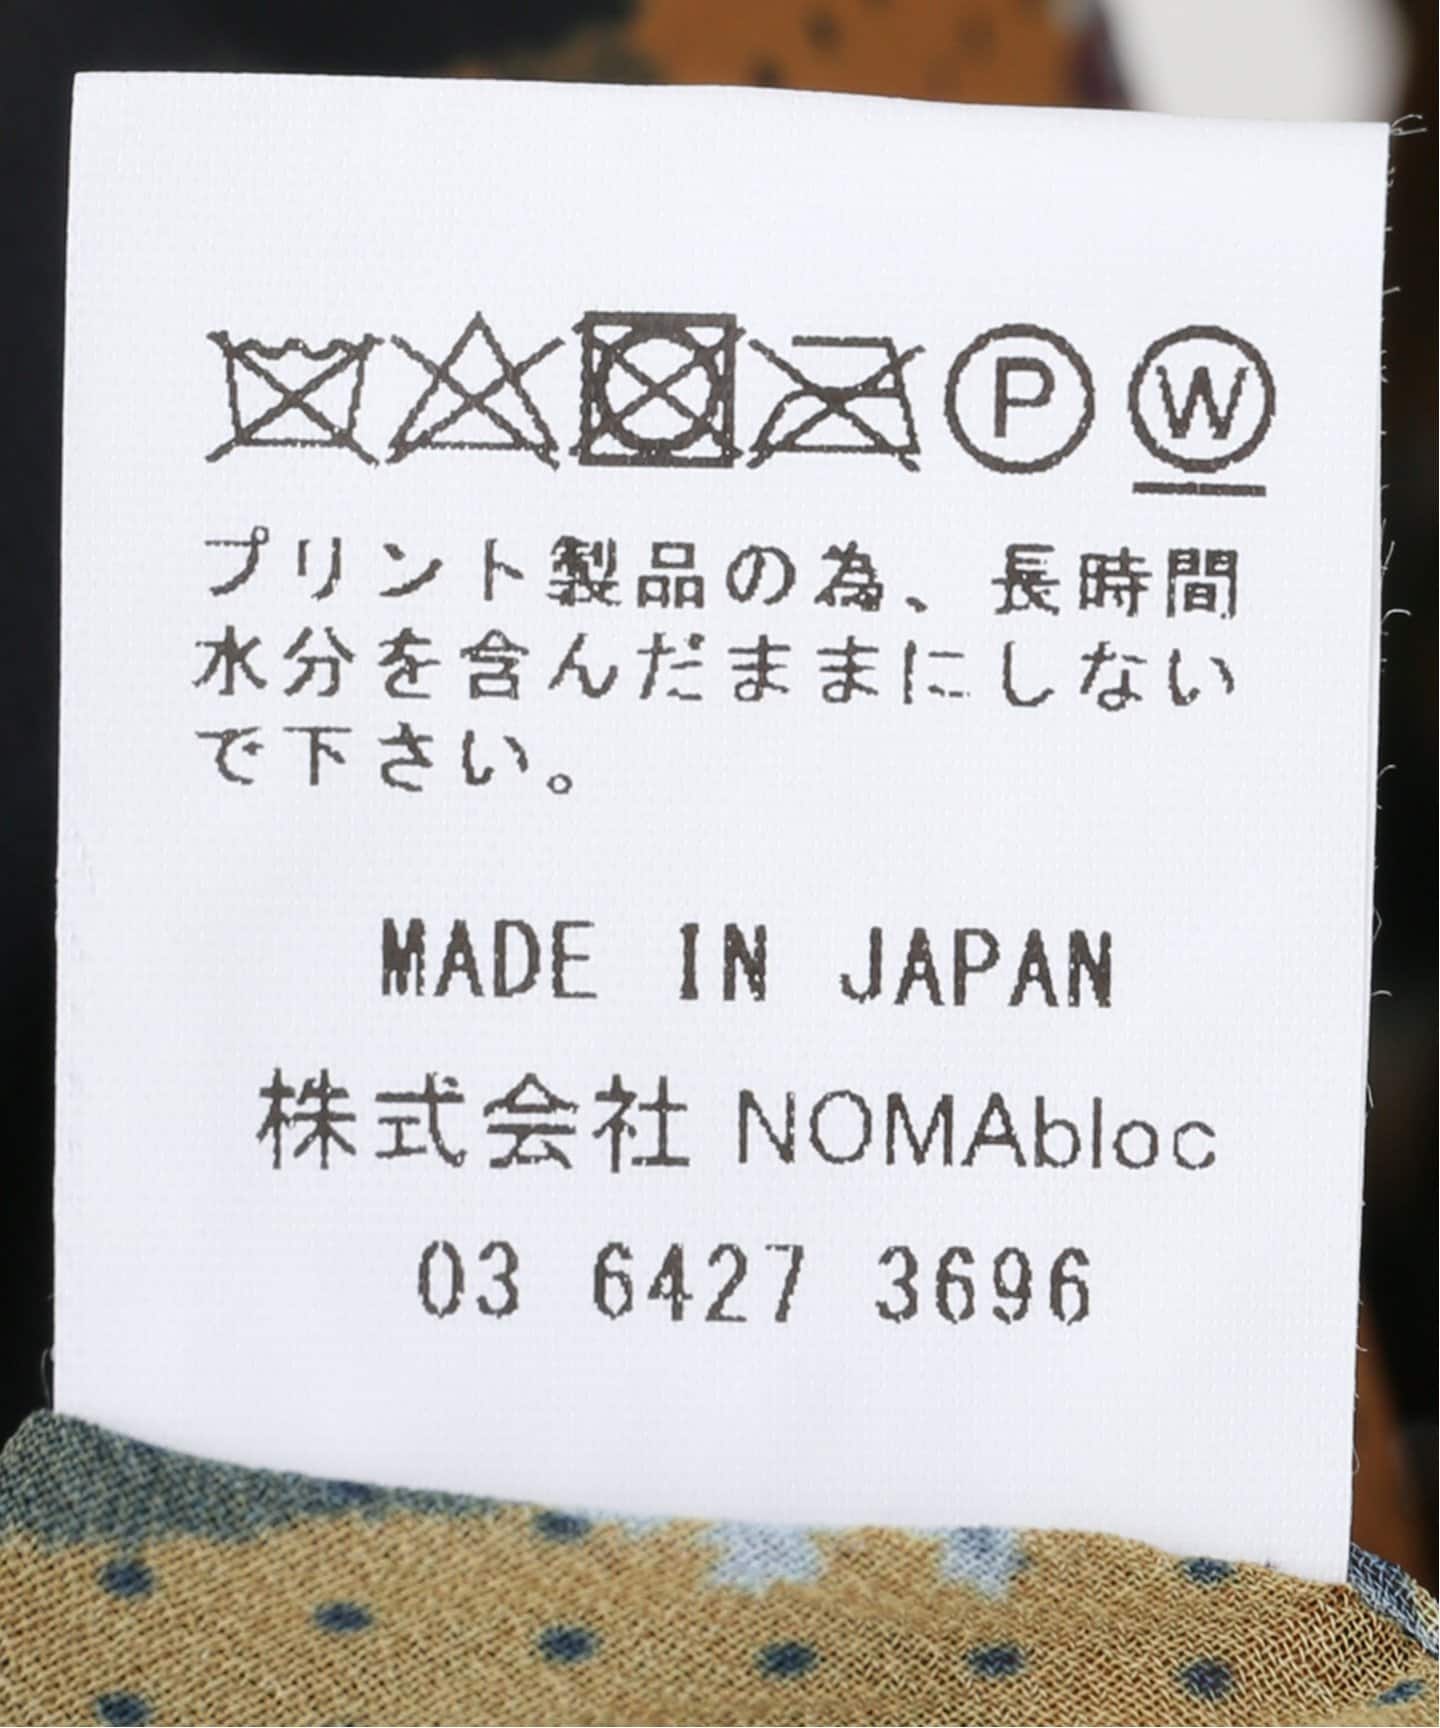 P W
プリント製品の為、長時間
水分を含んだままにしない
で下さい。
MADE IN JAPAN
株式会社 NOMAbloc
03 6427 3696